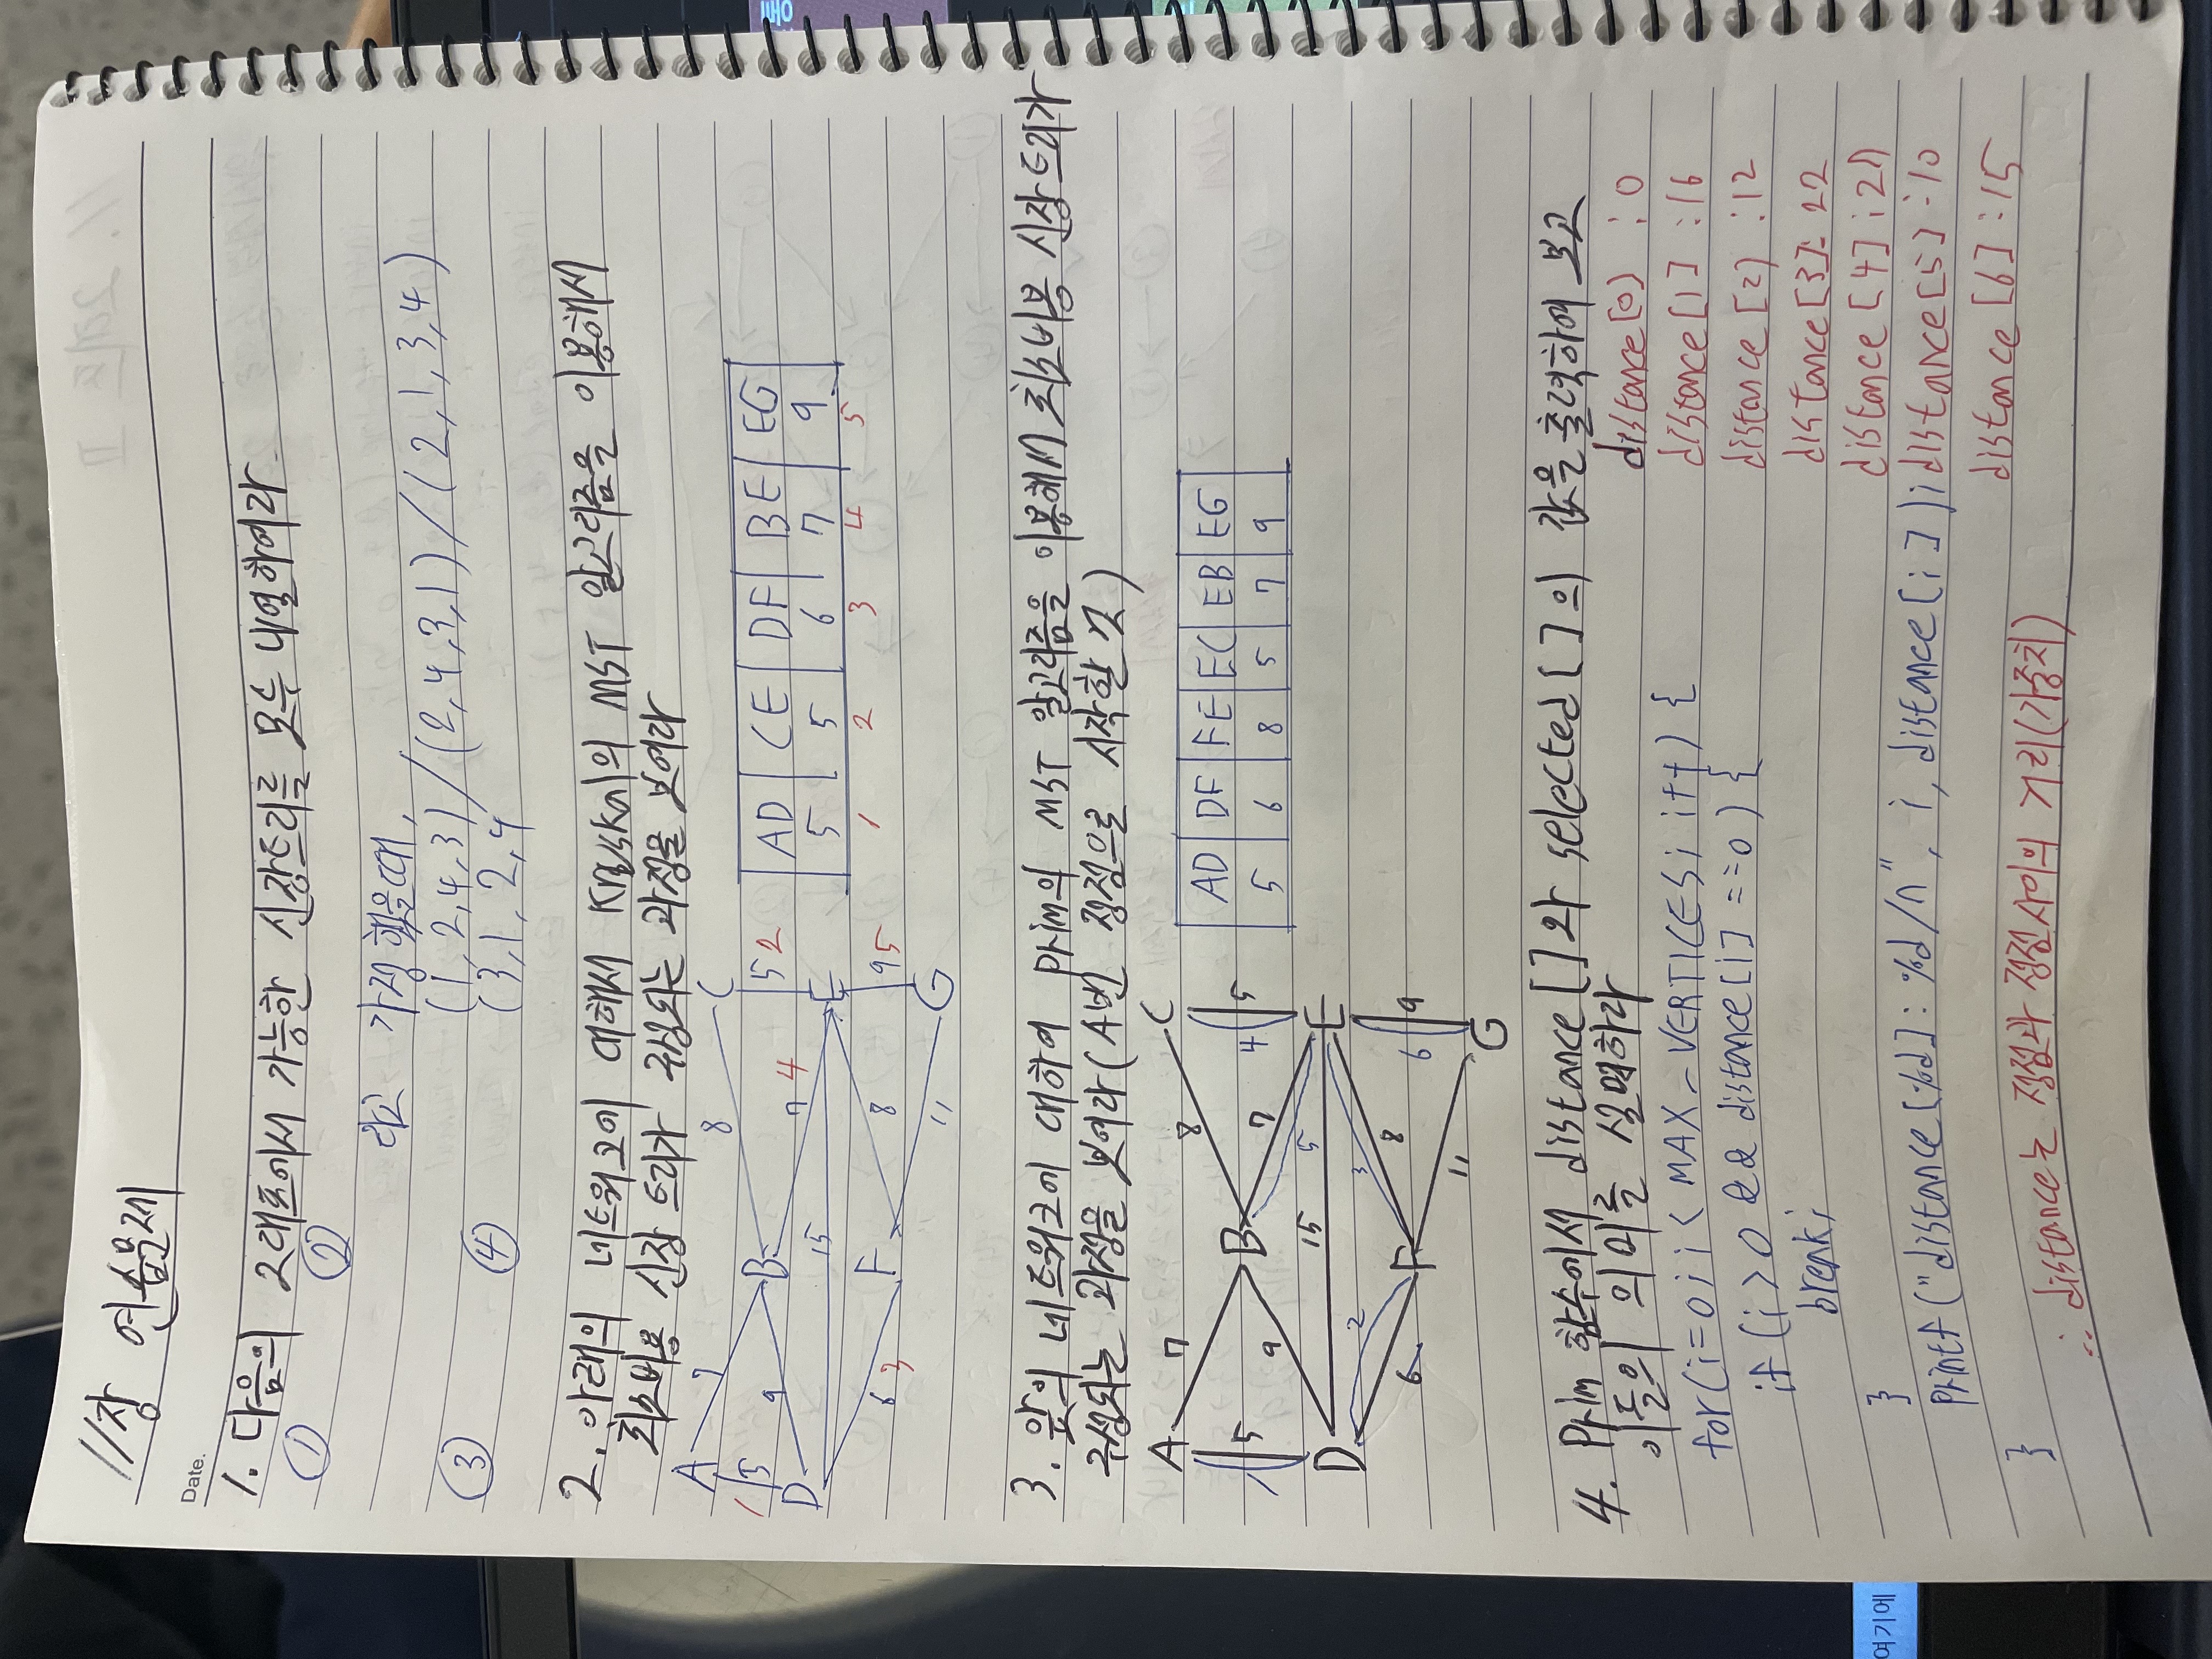 11장 연습문제
Date.
1. 다음의 그래프에서 가능한 신장트리를 모두 나열하여라
① ②
라고 가정했을때,
(1,2,4,3)/(2,4,3,1)/(2,1,3,4)
③ ④ (3,1,2,4
2. 아래의 네트워크에 대해서 Kruskal의 MST 알고리즘을 이용해서
최소비용 신장 트리가 구성되는 과정을 보여라
A 7 8 C
1 5 9 B 7 4 5 2
D 15 E
6 3 F 8 9 5
11 G
AD CE DF BE EG
5 5 6 7 9
1 2 3 4 5
3. 앞의 네트워크에 대하여 prim의 MST 알고리즘을 이용해서 최소비용 신장 트리가
구성되는 과정을 보여라(A번 정점으로 시작할 것)
A 7 8 C
5 9 B 7 4 5
D 15 5 E
2 3
6 F 8 6 9
11 G
AD DF FE EC EB EG
5 6 8 5 7 9
4. Prim 함수에서 distance[]와 selected[]의 값을 출력하여 보고
이들의 의미를 설명하라
for(i=0;i< MAX_VERTICES; i++) {
if (i>0 && distance[i] ==0) {
break;
}
printf("distance[%d]: %d/n", i, distance[i]);
}
distance[0] : 0
distance[1] : 16
distance[2] : 12
distance[3]: 22
distance[4] : 27
distance[5] : 10
distance[6] : 15
∴ distance는 정점과 정점사이의 거리(가중치)
여기에